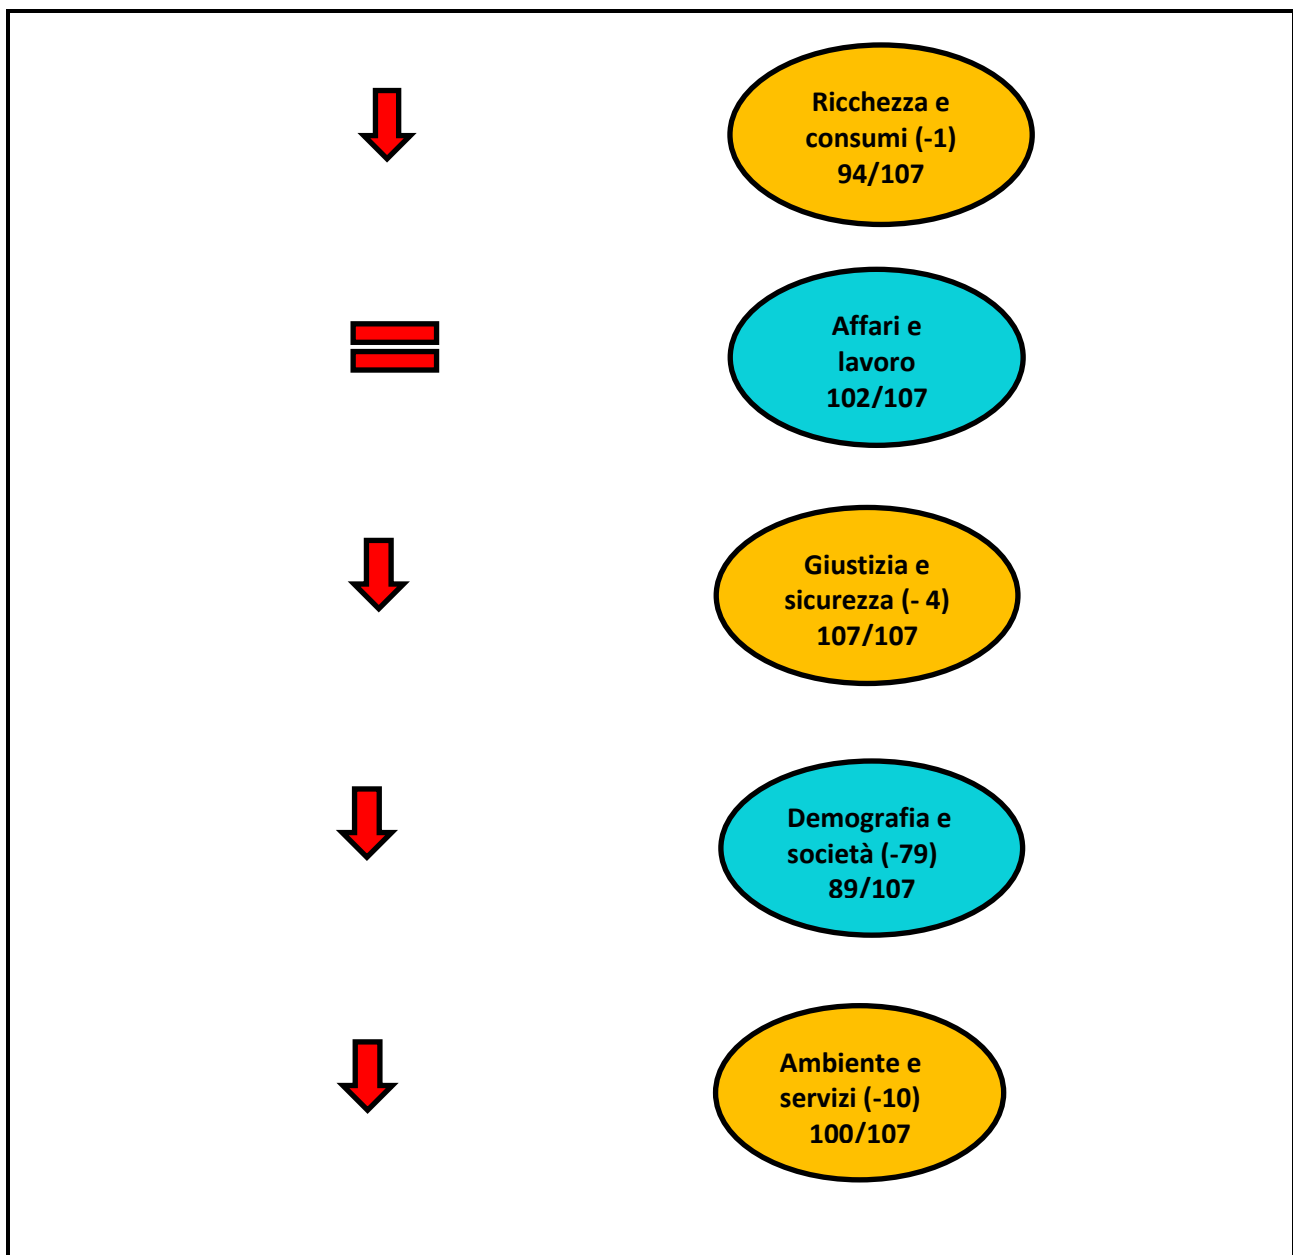 Ricchezza e
consumi (-1)
94/107
Affari e
lavoro
102/107
Giustizia e
sicurezza (- 4)
107/107
Demografia e
società (-79)
89/107
Ambiente e
servizi (-10)
100/107